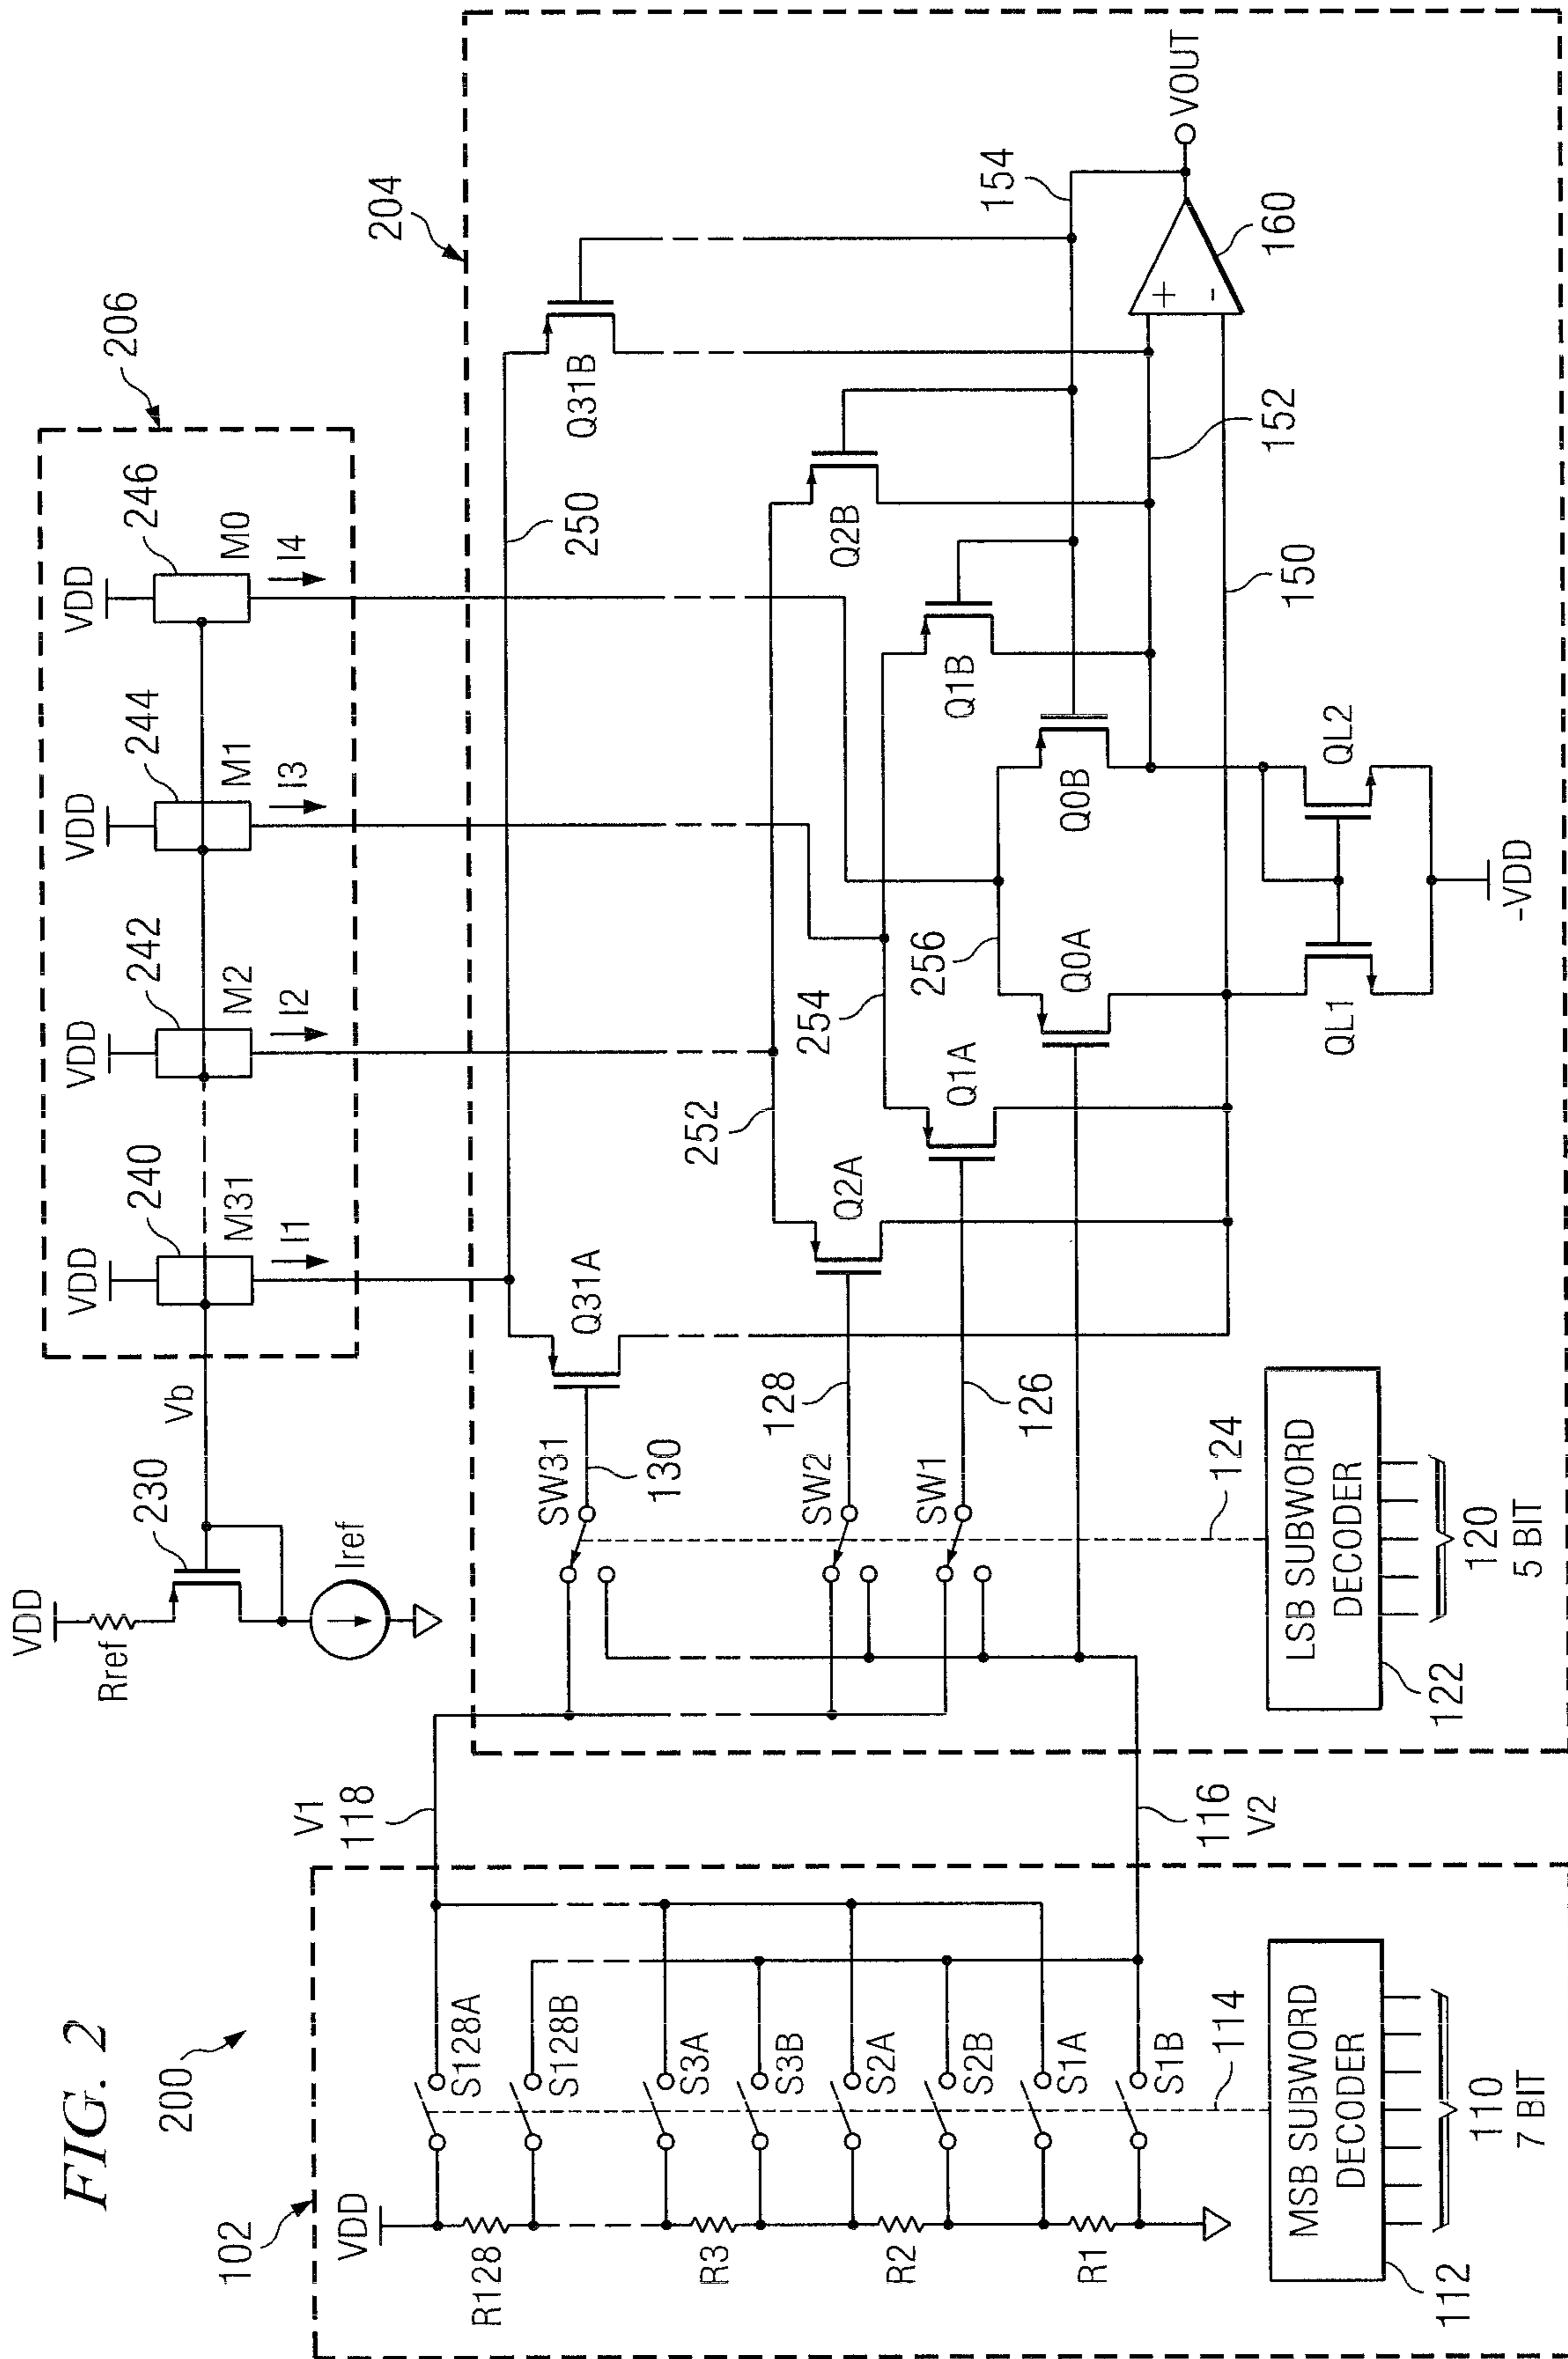 FIG. 2
200
102
VDD
R128
R3
R2
R1
S128A
S128B
S3A
S3B
S2A
S2B
S1A
S1B
114
MSB SUBWORD
DECODER
112
110
7 BIT
V1
118
116
V2
VDD
Rref
230
Iref
Vb
206
VDD
240
M31
I1
VDD
242
M2
I2
VDD
244
M1
I3
VDD
246
M0
I4
204
SW31
130
Q31A
250
Q31B
SW2
128
Q2A
252
Q2B
SW1
126
Q1A
254
Q1B
256
Q0A
Q0B
154
VOUT
+
-
160
152
150
QL1
QL2
-VDD
124
LSB SUBWORD
DECODER
122
120
5 BIT